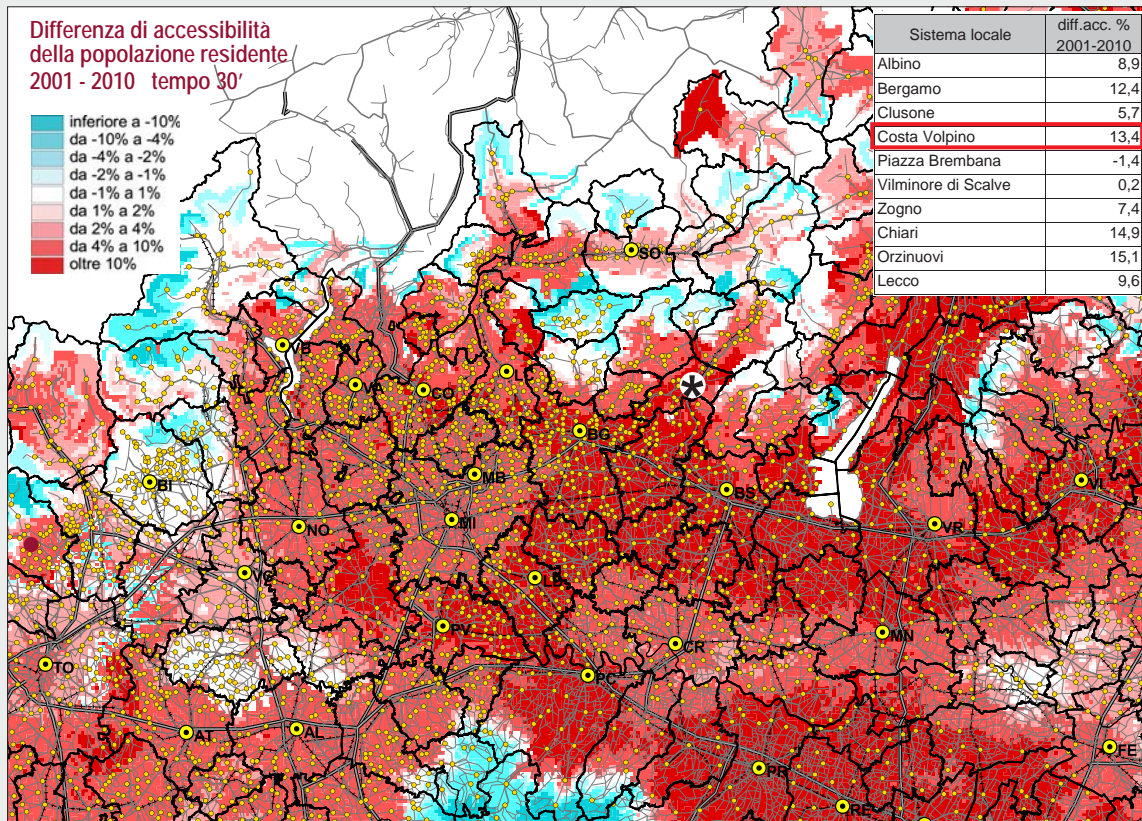 Differenza di accessibilità
della popolazione residente
2001 - 2010 tempo 30'
inferiore a -10%
da -10% a -4%
da -4% a -2%
da -2% a -1%
da -1% a 1%
da 1% a 2%
da 2% a 4%
da 4% a 10%
oltre 10%
Sistema locale diff.acc. % 2001-2010
Albino 8,9
Bergamo 12,4
Clusone 5,7
Costa Volpino 13,4
Piazza Brembana -1,4
Vilminore di Scalve 0,2
Zogno 7,4
Chiari 14,9
Orzinuovi 15,1
Lecco 9,6
SO
VB
VA
CO
*
BG
BI
MB
BS
VI
NO
MI
VR
VC
PV
MN
CR
TO
PC
AT
AL
FE
PR
RE